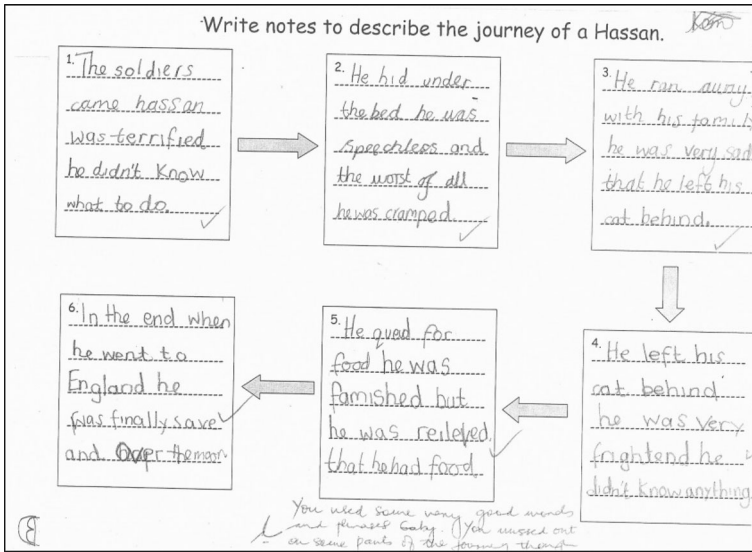 Write notes to describe the journey of a Hassan.
1. The soldiers
came hassan
was terrified
he didn't know
what to do.
2. He hid under
the bed he was
speechless and
the worst of all
he was cramped.
3. He ran away
with his famil
he was very sad
that he left his
cat behind.
4. He left his
cat behind
he was very
frightend he
didn't know anything
5. He queud for
food he was
famished but
he was reileved
that he had food.
6. In the end when
he went to
England he
was finally save
and over the moon.
You used some very good words
and phrases Gaby. You missed out
on some parts of the journey though